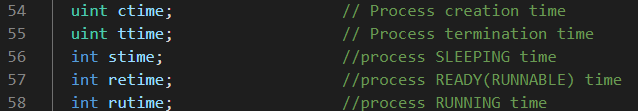 54 uint ctime; // Process creation time
55 uint ttime; // Process termination time
56 int stime; //process SLEEPING time
57 int retime; //process READY(RUNNABLE) time
58 int rutime; //process RUNNING time